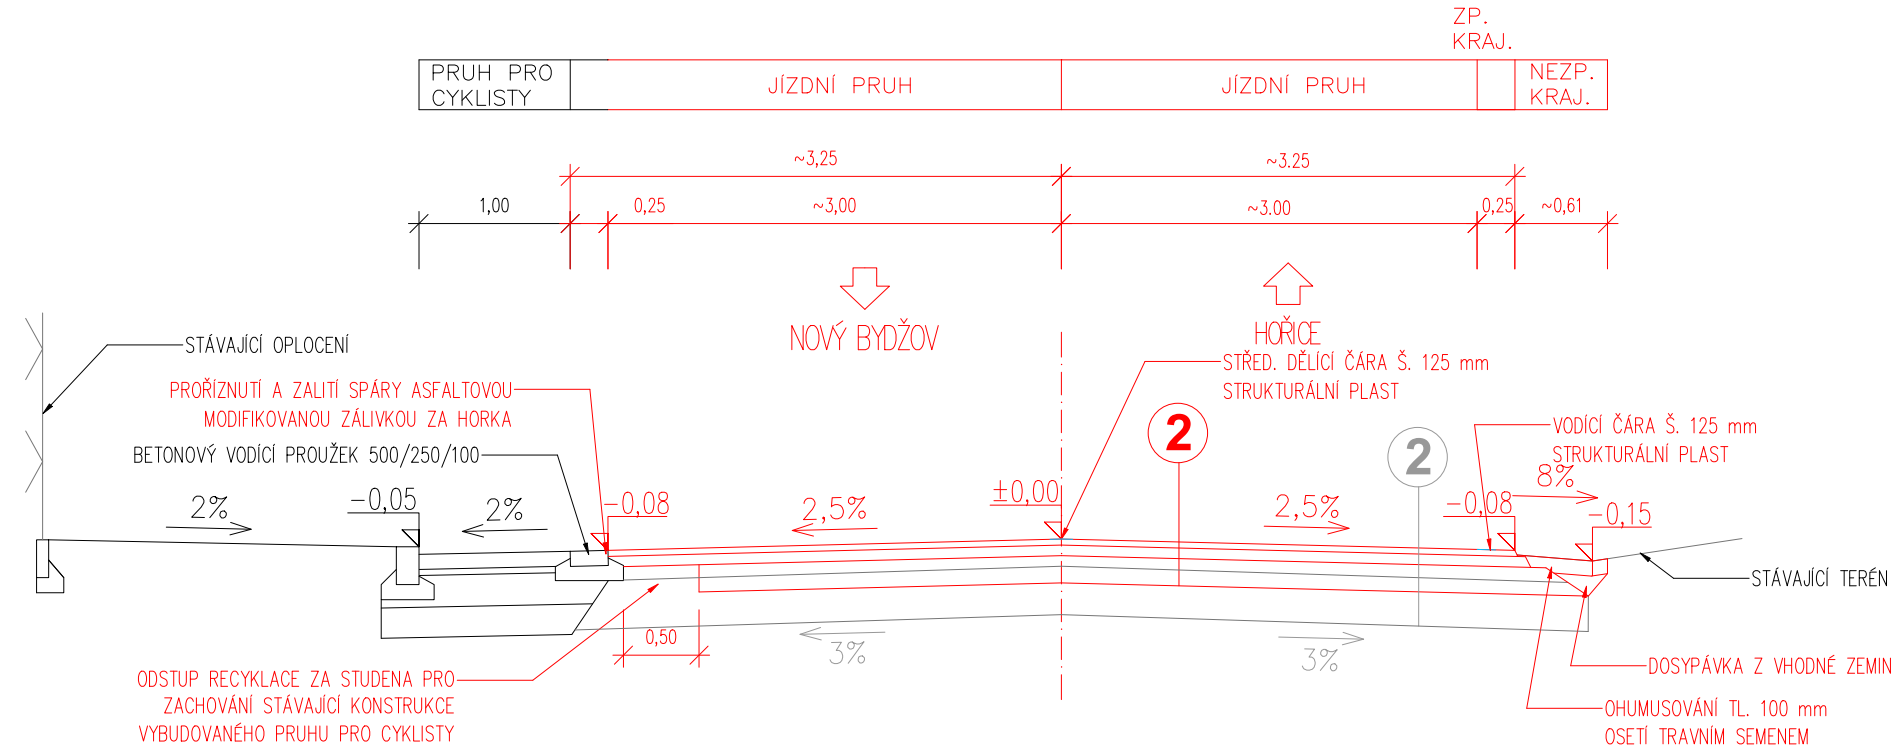 ZP.
KRAJ.
PRUH PRO
CYKLISTY
JÍZDNÍ PRUH
JÍZDNÍ PRUH
NEZP.
KRAJ.
~3,25
~3.25
1,00
0,25
~3,00
~3.00
0,25
~0,61
NOVÝ BYDŽOV
HOŘICE
STÁVAJÍCÍ OPLOCENÍ
STŘED. DĚLÍCÍ ČÁRA Š. 125 mm
STRUKTURÁLNÍ PLAST
PROŘÍZNUTÍ A ZALITÍ SPÁRY ASFALTOVOU
MODIFIKOVANOU ZÁLIVKOU ZA HORKA
BETONOVÝ VODÍCÍ PROUŽEK 500/250/100
2
2
VODÍCÍ ČÁRA Š. 125 mm
STRUKTURÁLNÍ PLAST
8%
2%
-0,05
2%
-0,08
2,5%
±0,00
2,5%
-0,08
-0,15
STÁVAJÍCÍ TERÉN
0,50
3%
3%
ODSTUP RECYKLACE ZA STUDENA PRO
ZACHOVÁNÍ STÁVAJÍCÍ KONSTRUKCE
VYBUDOVANÉHO PRUHU PRO CYKLISTY
DOSYPÁVKA Z VHODNÉ ZEMIN
OHUMUSOVÁNÍ TL. 100 mm
OSETÍ TRAVNÍM SEMENEM